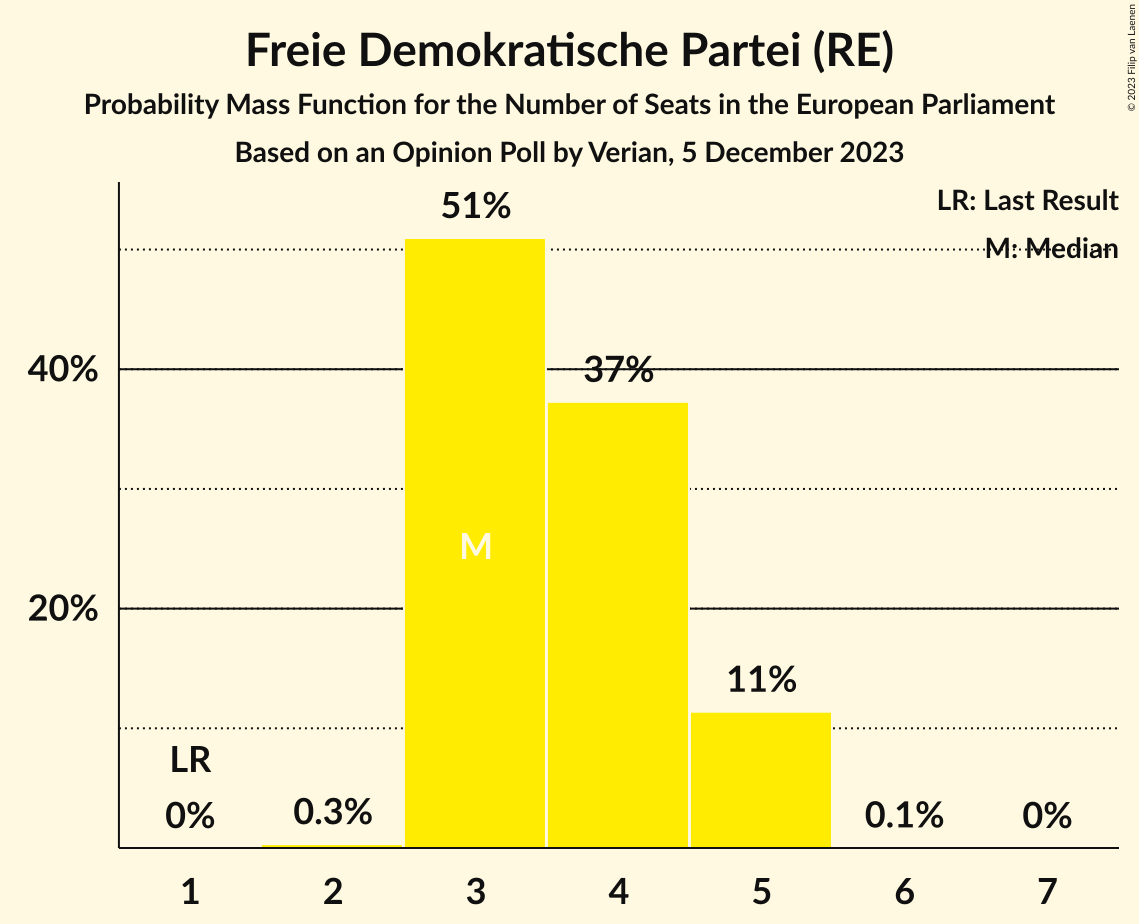 Freie Demokratische Partei (RE)
Probability Mass Function for the Number of Seats in the European Parliament
Based on an Opinion Poll by Verian, 5 December 2023
© 2023 Filip van Laenen
LR: Last Result
M: Median
51%
40%
37%
M
20%
11%
LR
0%
0.3%
0.1%
0%
1 2 3 4 5 6 7